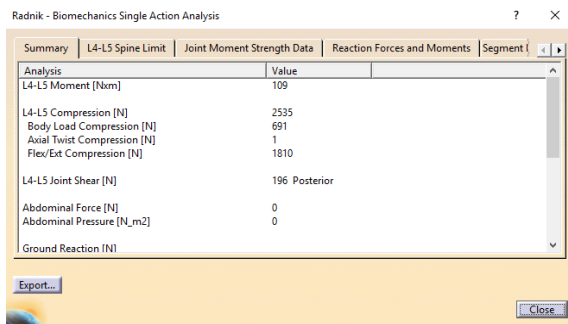 Radnik - Biomechanics Single Action Analysis ? ×
Summary L4-L5 Spine Limit Joint Moment Strength Data Reaction Forces and Moments Segment
Analysis Value
L4-L5 Moment [Nxm] 109
L4-L5 Compression [N] 2535
Body Load Compression [N] 691
Axial Twist Compression [N] 1
Flex/Ext Compression [N] 1810
L4-L5 Joint Shear [N] 196 Posterior
Abdominal Force [N] 0
Abdominal Pressure [N_m2] 0
Ground Reaction [N]
Export...
Close